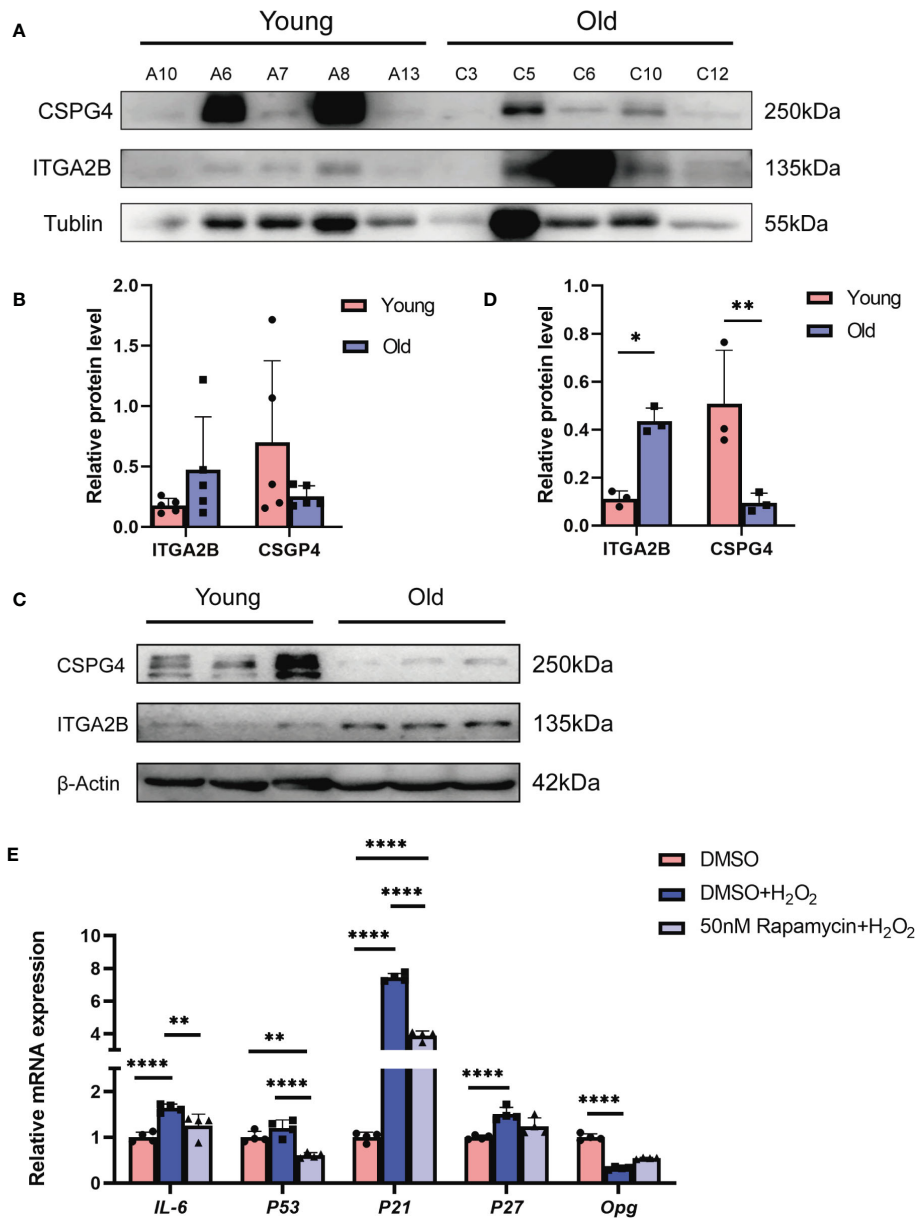 A
Young Old
A10 A6 A7 A8 A13 C3 C5 C6 C10 C12
CSPG4 250kDa
ITGA2B 135kDa
Tublin 55kDa
B
Relative protein level
2.0
1.5
1.0
0.5
0.0
ITGA2B CSGP4
Young
Old
D
Relative protein level
1.0
0.8
0.6
0.4
0.2
0.0
* **
ITGA2B CSPG4
Young
Old
C
Young Old
CSPG4 250kDa
ITGA2B 135kDa
β-Actin 42kDa
E
DMSO
DMSO+H₂O₂
50nM Rapamycin+H₂O₂
Relative mRNA expression
10
8
6
4
2
1
0
**** **
** ****
**** **** ****
****
****
IL-6 P53 P21 P27 Opg